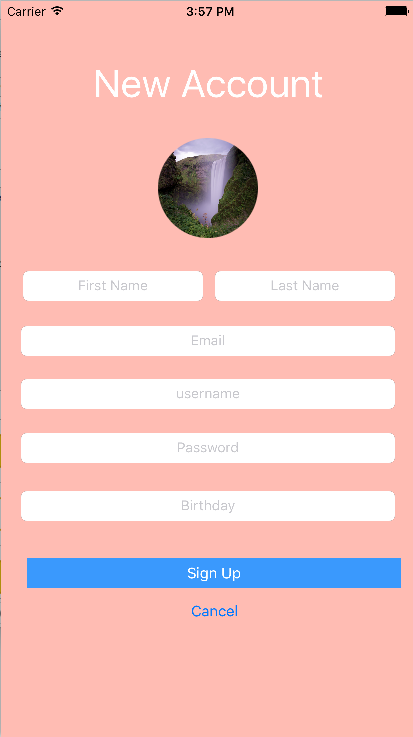 Carrier 3:57 PM
New Account
First Name Last Name
Email
username
Password
Birthday
Sign Up
Cancel